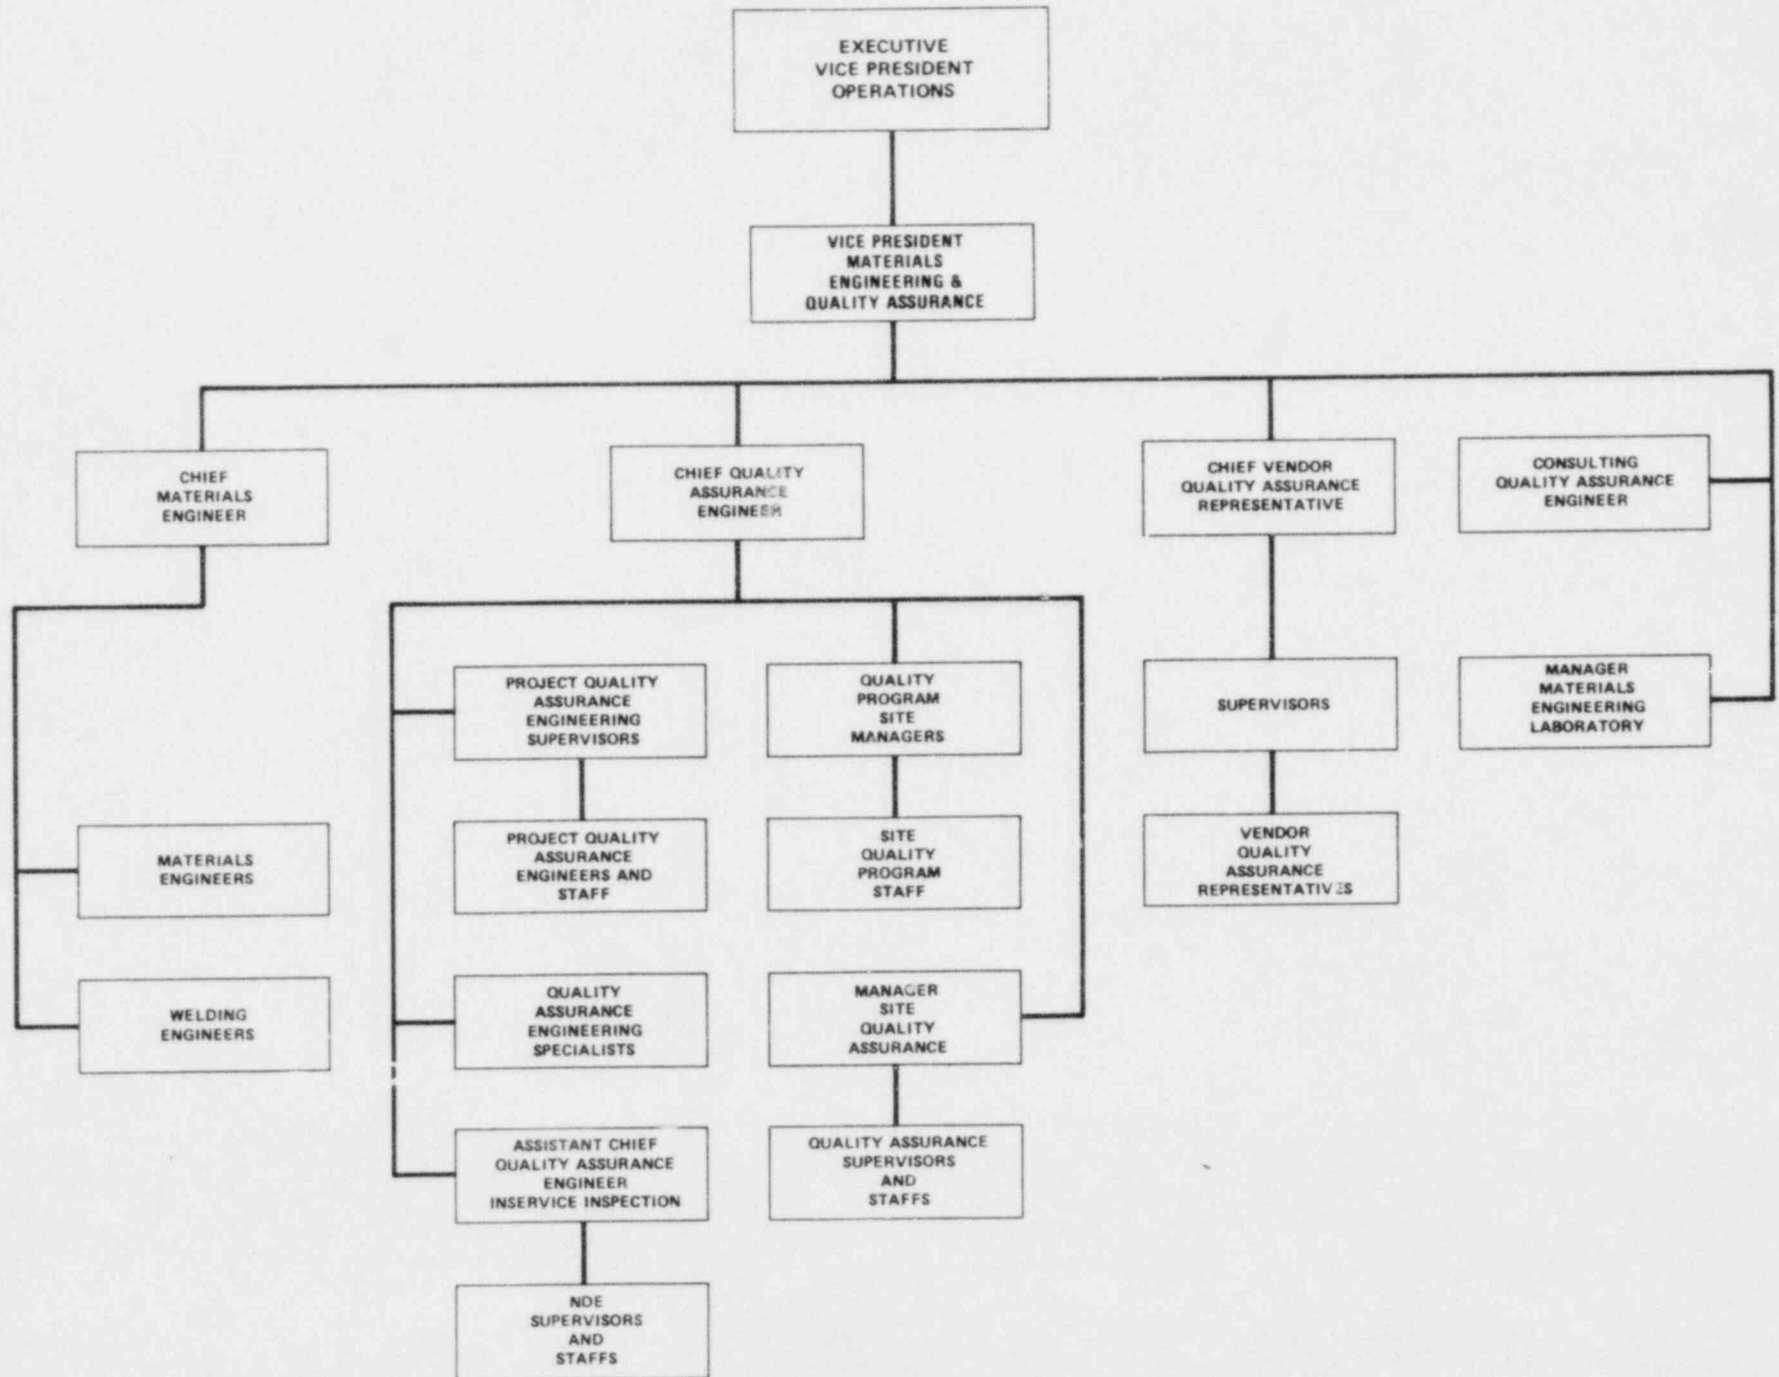 EXECUTIVE
VICE PRESIDENT
OPERATIONS
VICE PRESIDENT
MATERIALS
ENGINEERING &
QUALITY ASSURANCE
CHIEF
MATERIALS
ENGINEER
CHIEF QUALITY
ASSURANCE
ENGINEER
CHIEF VENDOR
QUALITY ASSURANCE
REPRESENTATIVE
CONSULTING
QUALITY ASSURANCE
ENGINEER
PROJECT QUALITY
ASSURANCE
ENGINEERING
SUPERVISORS
QUALITY
PROGRAM
SITE
MANAGERS
SUPERVISORS
MANAGER
MATERIALS
ENGINEERING
LABORATORY
MATERIALS
ENGINEERS
PROJECT QUALITY
ASSURANCE
ENGINEERS AND
STAFF
SITE
QUALITY
PROGRAM
STAFF
VENDOR
QUALITY
ASSURANCE
REPRESENTATIVES
WELDING
ENGINEERS
QUALITY
ASSURANCE
ENGINEERING
SPECIALISTS
MANAGER
SITE
QUALITY
ASSURANCE
ASSISTANT CHIEF
QUALITY ASSURANCE
ENGINEER
INSERVICE INSPECTION
QUALITY ASSURANCE
SUPERVISORS
AND
STAFFS
NDE
SUPERVISORS
AND
STAFFS